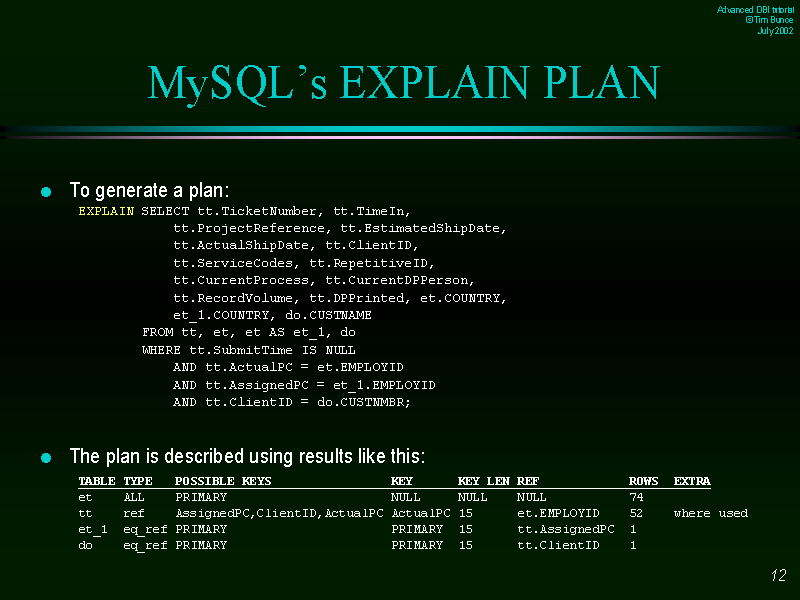 Advanced DBI tutorial
© Tim Bunce
July 2002
MySQL’s EXPLAIN PLAN
To generate a plan:
EXPLAIN SELECT tt.TicketNumber, tt.TimeIn,
tt.ProjectReference, tt.EstimatedShipDate,
tt.ActualShipDate, tt.ClientID,
tt.ServiceCodes, tt.RepetitiveID,
tt.CurrentProcess, tt.CurrentDPPerson,
tt.RecordVolume, tt.DPPrinted, et.COUNTRY,
et_1.COUNTRY, do.CUSTNAME
FROM tt, et, et AS et_1, do
WHERE tt.SubmitTime IS NULL
AND tt.ActualPC = et.EMPLOYID
AND tt.AssignedPC = et_1.EMPLOYID
AND tt.ClientID = do.CUSTNMBR;
The plan is described using results like this:
TABLE TYPE POSSIBLE KEYS KEY KEY LEN REF ROWS EXTRA
et ALL PRIMARY NULL NULL NULL 74
tt ref AssignedPC,ClientID,ActualPC ActualPC 15 et.EMPLOYID 52 where used
et_1 eq_ref PRIMARY PRIMARY 15 tt.AssignedPC 1
do eq_ref PRIMARY PRIMARY 15 tt.ClientID 1
12